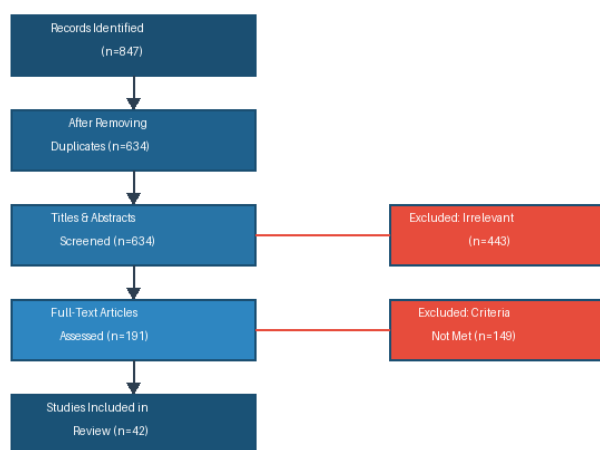 Records Identified
(n=847)
After Removing
Duplicates (n=634)
Titles & Abstracts
Screened (n=634)
Excluded: Irrelevant
(n=443)
Full-Text Articles
Assessed (n=191)
Excluded: Criteria
Not Met (n=149)
Studies Included in
Review (n=42)